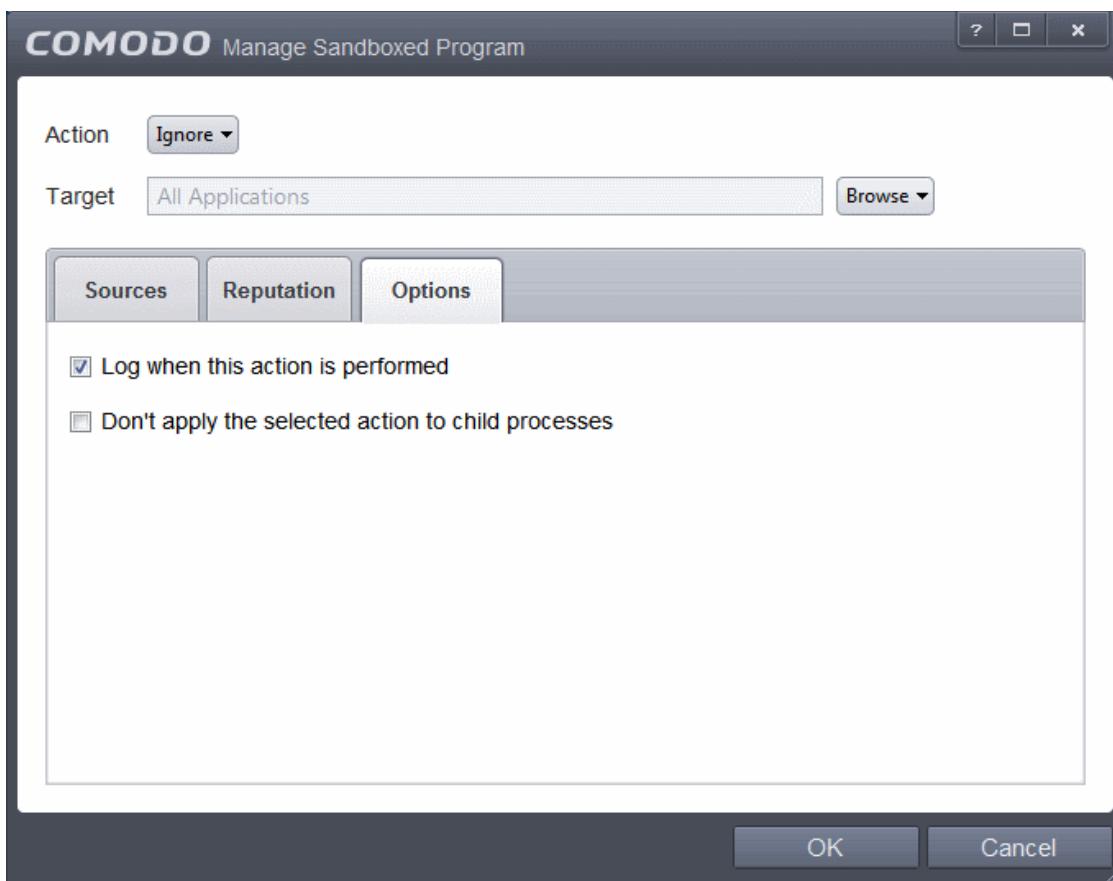 COMODO Manage Sandboxed Program ? x
Action Ignore
Target All Applications Browse
Sources Reputation Options
Log when this action is performed
Don't apply the selected action to child processes
OK Cancel